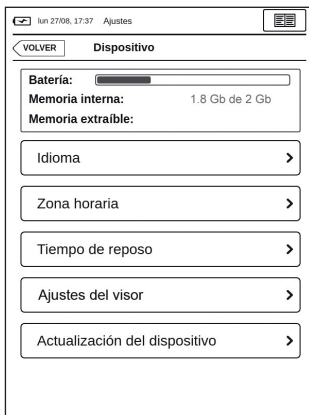 lun 27/08, 17:37 Ajustes
VOLVER Dispositivo
Batería:
Memoria interna: 1.8 Gb de 2 Gb
Memoria extraíble:
Idioma
Zona horaria
Tiempo de reposo
Ajustes del visor
Actualización del dispositivo